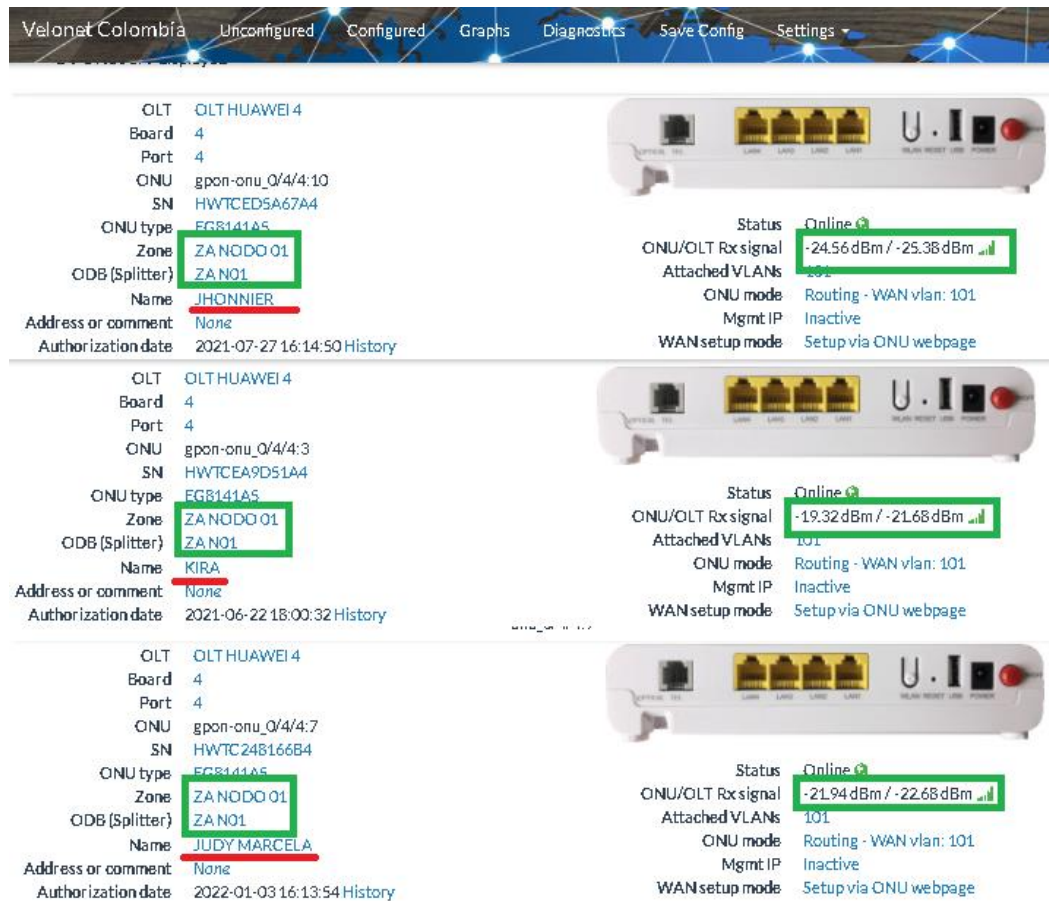 Velonet Colombia Unconfigured Configured Graphs Diagnostics Save Config Settings
OLT OLT HUAWEI 4
Board 4
Port 4
ONU gpon-onu_0/4/4:10
SN HWTCED5A67A4
ONU type EG8141A5
Zone ZA NODO 01
ODB (Splitter) ZA N01
Name JHONNIER
Address or comment None
Authorization date 2021-07-27 16:14:50 History
Status Online
ONU/OLT Rx signal -24.56 dBm / -25.38 dBm
Attached VLANs 101
ONU mode Routing - WAN vlan: 101
Mgmt IP Inactive
WAN setup mode Setup via ONU webpage
OLT OLT HUAWEI 4
Board 4
Port 4
ONU gpon-onu_0/4/4:3
SN HWTCEA9D51A4
ONU type EG8141A5
Zone ZA NODO 01
ODB (Splitter) ZA N01
Name KIRA
Address or comment None
Authorization date 2021-06-22 18:00:32 History
Status Online
ONU/OLT Rx signal -19.32 dBm / -21.68 dBm
Attached VLANs 101
ONU mode Routing - WAN vlan: 101
Mgmt IP Inactive
WAN setup mode Setup via ONU webpage
OLT OLT HUAWEI 4
Board 4
Port 4
ONU gpon-onu_0/4/4:7
SN HWTC248166B4
ONU type EG8141A5
Zone ZA NODO 01
ODB (Splitter) ZA N01
Name JUDY MARCELA
Address or comment None
Authorization date 2022-01-03 16:13:54 History
Status Online
ONU/OLT Rx signal -21.94 dBm / -22.68 dBm
Attached VLANs 101
ONU mode Routing - WAN vlan: 101
Mgmt IP Inactive
WAN setup mode Setup via ONU webpage